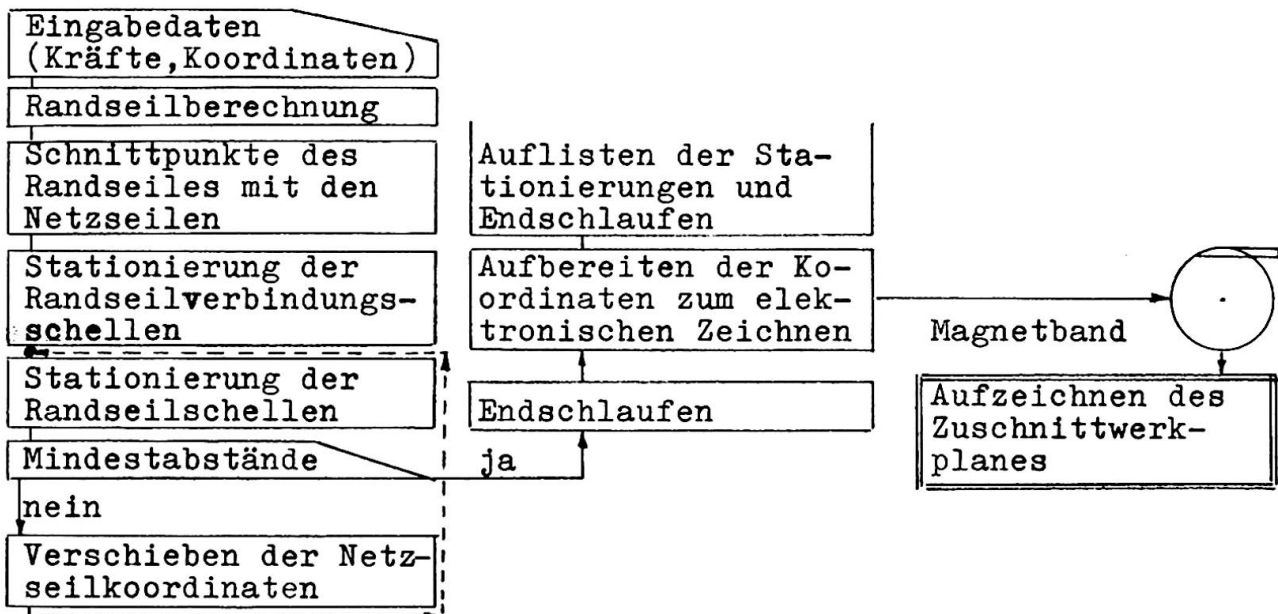 Eingabedaten
(Kräfte,Koordinaten)
Randseilberechnung
Schnittpunkte des
Randseiles mit den
Netzseilen
Stationierung der
Randseilverbindungs-
schellen
Stationierung der
Randseilschellen
Mindestabstände
nein
Verschieben der Netz-
seilkoordinaten
ja
Auflisten der Sta-
tionierungen und
Endschlaufen
Aufbereiten der Ko-
ordinaten zum elek-
tronischen Zeichnen
Endschlaufen
Magnetband
Aufzeichnen des
Zuschnittwerk-
planes